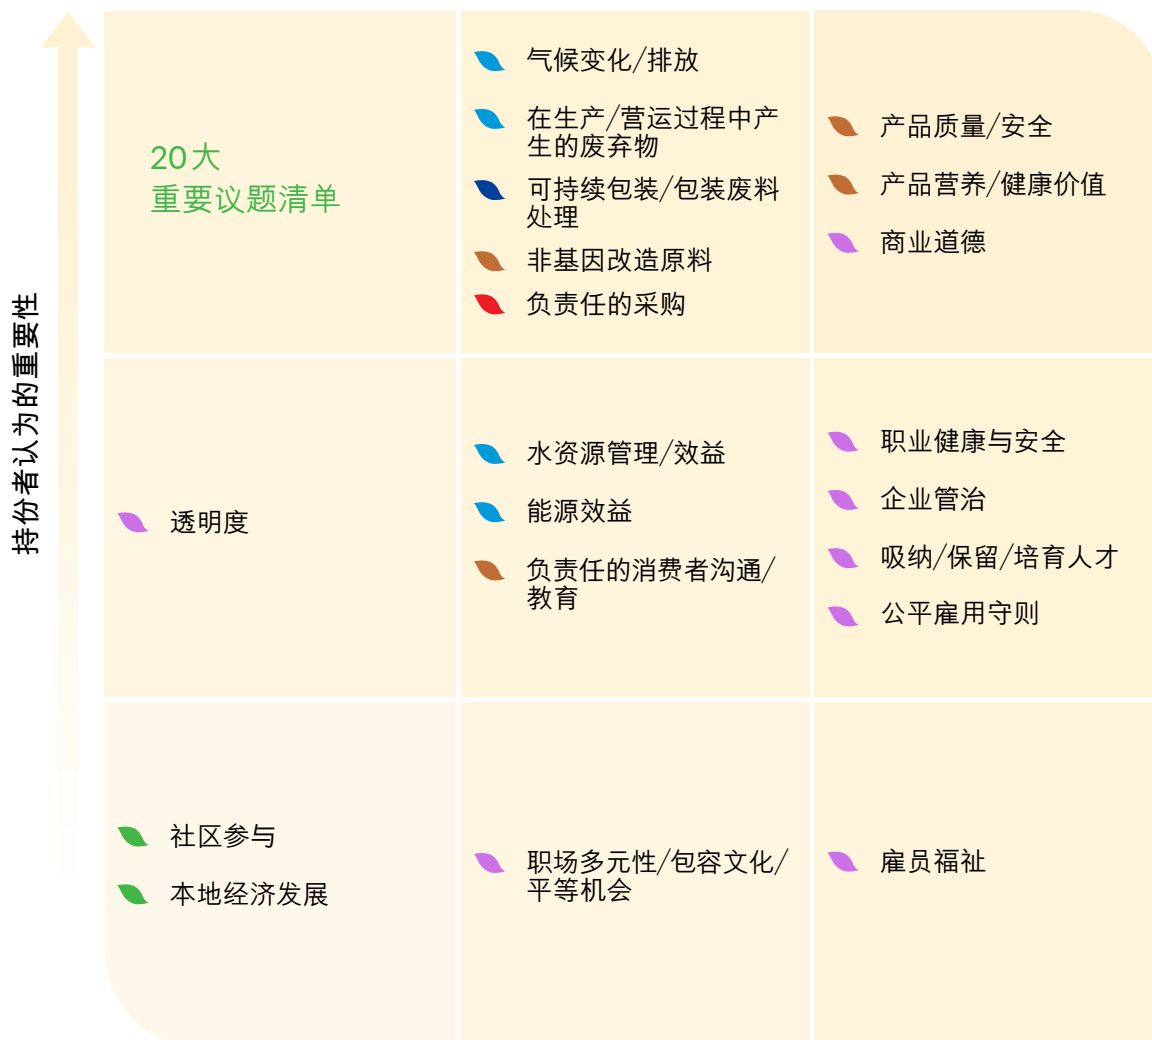 持份者认为的重要性
20大
重要议题清单
气候变化/排放
在生产/营运过程中产
生的废弃物
可持续包装/包装废料
处理
非基因改造原料
负责任的采购
产品质量/安全
产品营养/健康价值
商业道德
透明度
水资源管理/效益
能源效益
负责任的消费者沟通/
教育
职业健康与安全
企业管治
吸纳/保留/培育人才
公平雇用守则
社区参与
本地经济发展
职场多元性/包容文化/
平等机会
雇员福祉